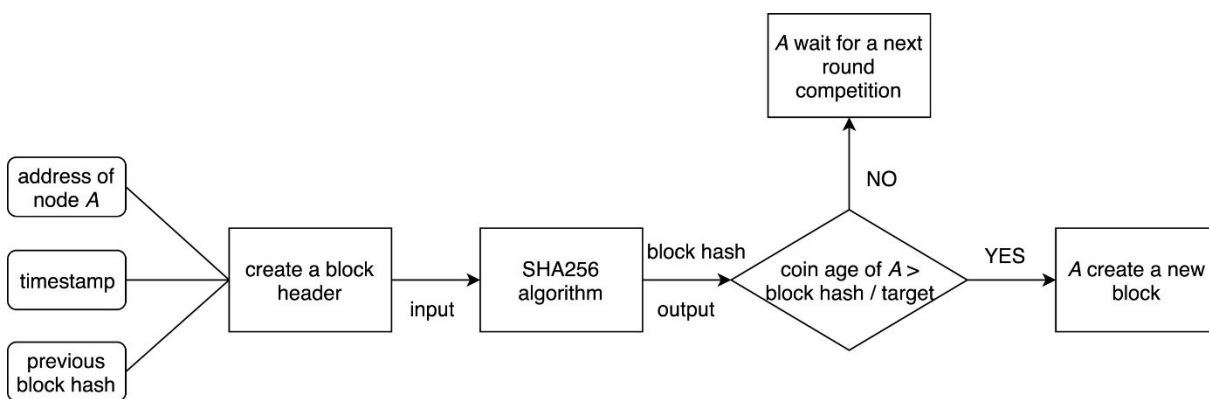 A wait for a next
round
competition
address of
node A
timestamp
previous
block hash
create a block
header
input
SHA256
algorithm
block hash
output
coin age of A >
block hash / target
NO
YES
A create a new
block